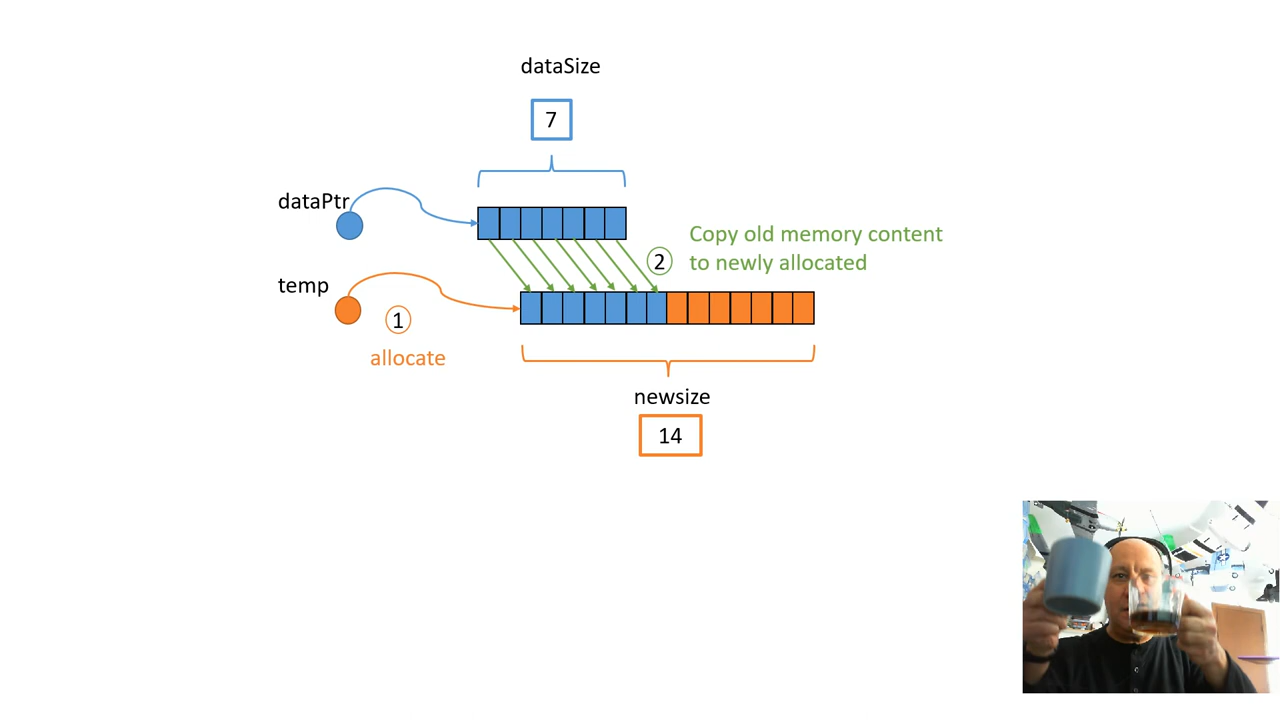 dataSize
7
dataPtr
Copy old memory content
to newly allocated
2
temp
1
allocate
newsize
14